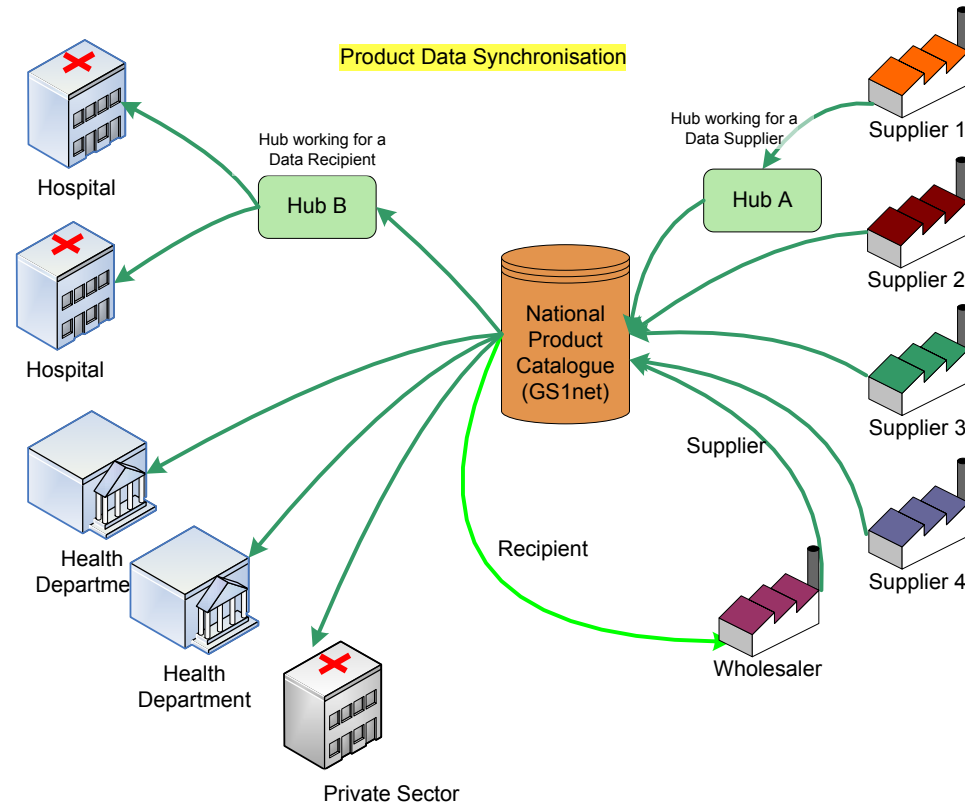 Product Data Synchronisation
Hub working for a
Data Supplier
Supplier 1
Hub working for a
Data Recipient
Hospital
Hub B
Hub A
Supplier 2
National
Product
Catalogue
(GS1net)
Hospital
Supplier 3
Supplier
Recipient
Health
Departme
Supplier 4
Wholesaler
Health
Department
Private Sector